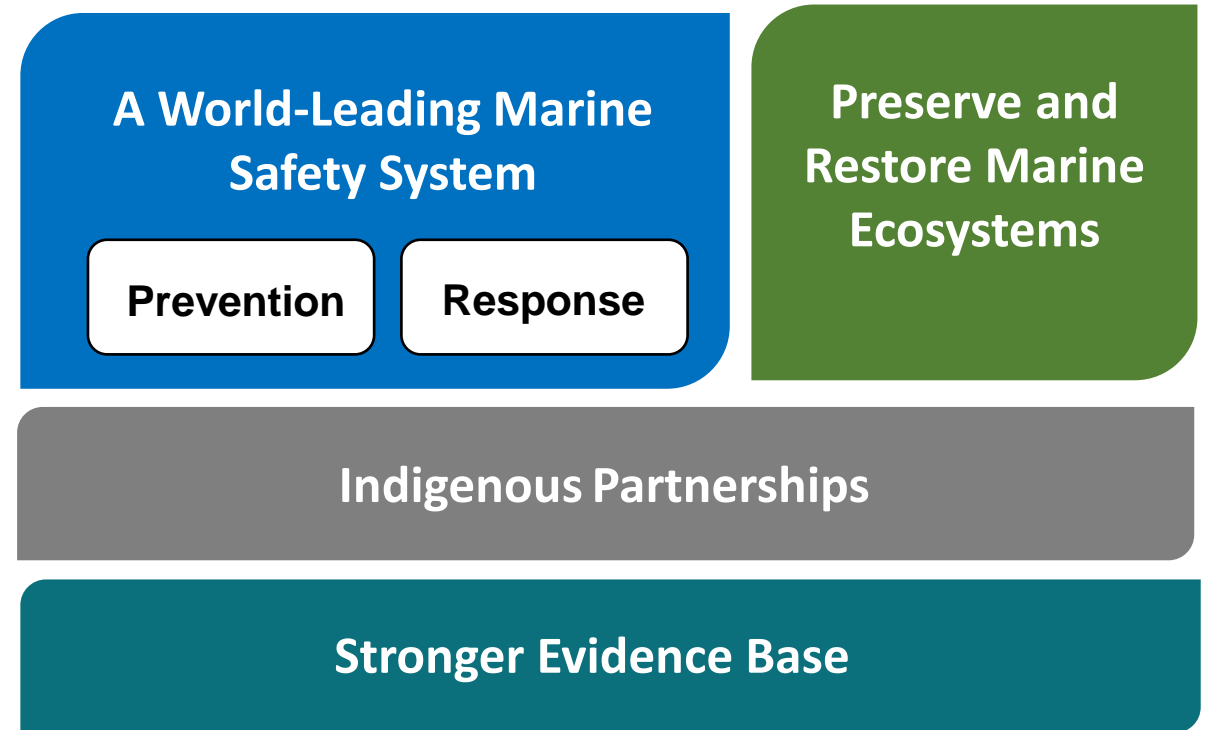 A World-Leading Marine
Safety System
Prevention
Response
Preserve and
Restore Marine
Ecosystems
Indigenous Partnerships
Stronger Evidence Base